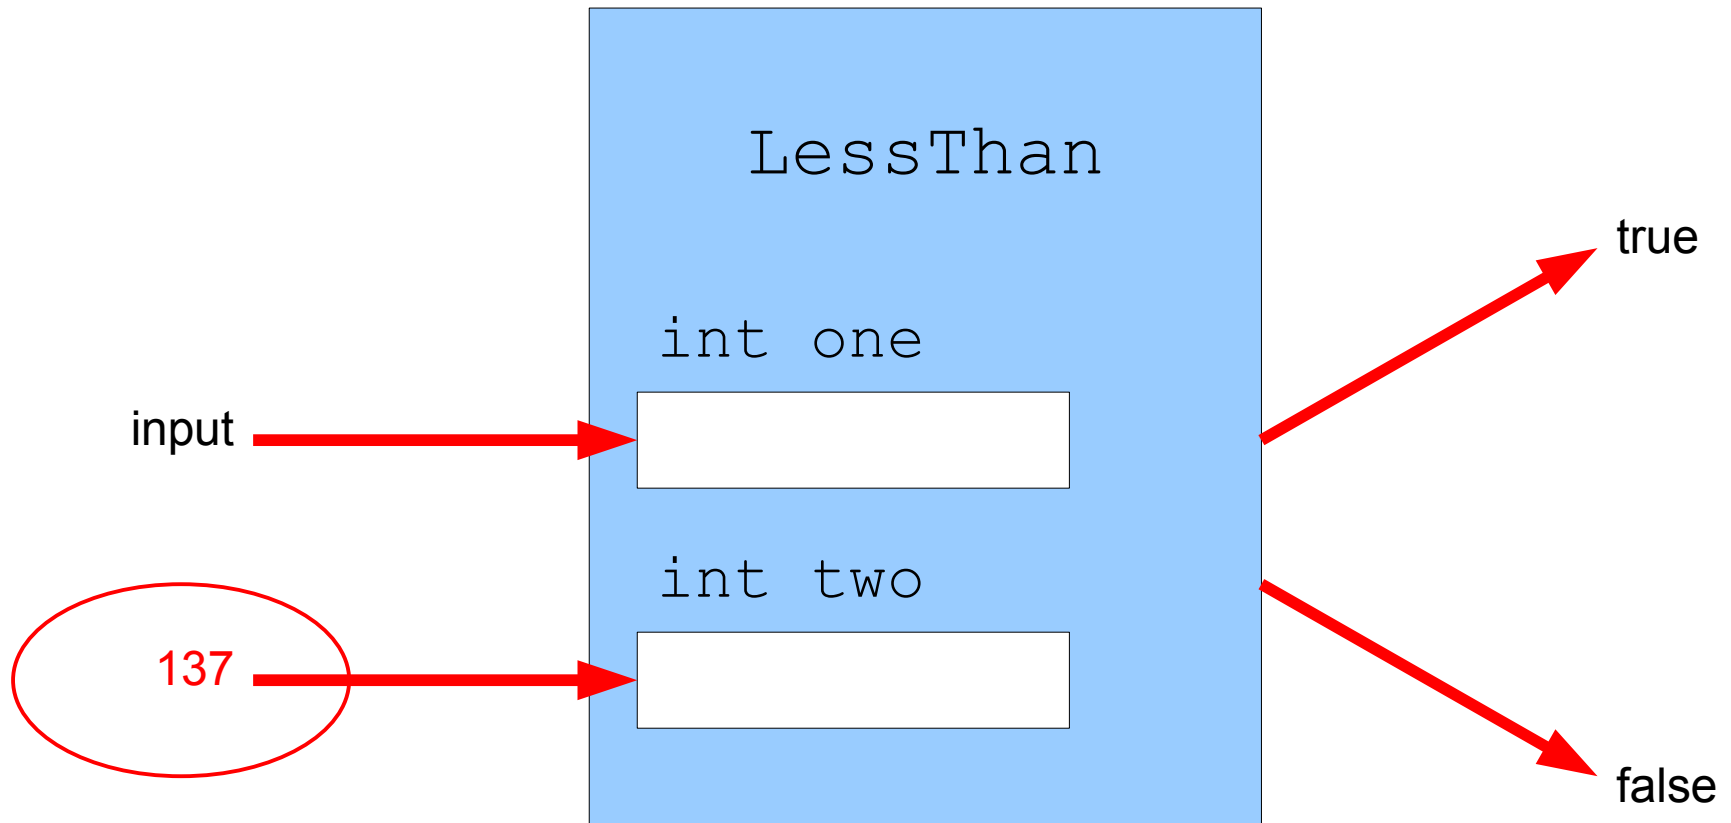 LessThan
true
int one
input
int two
137
false